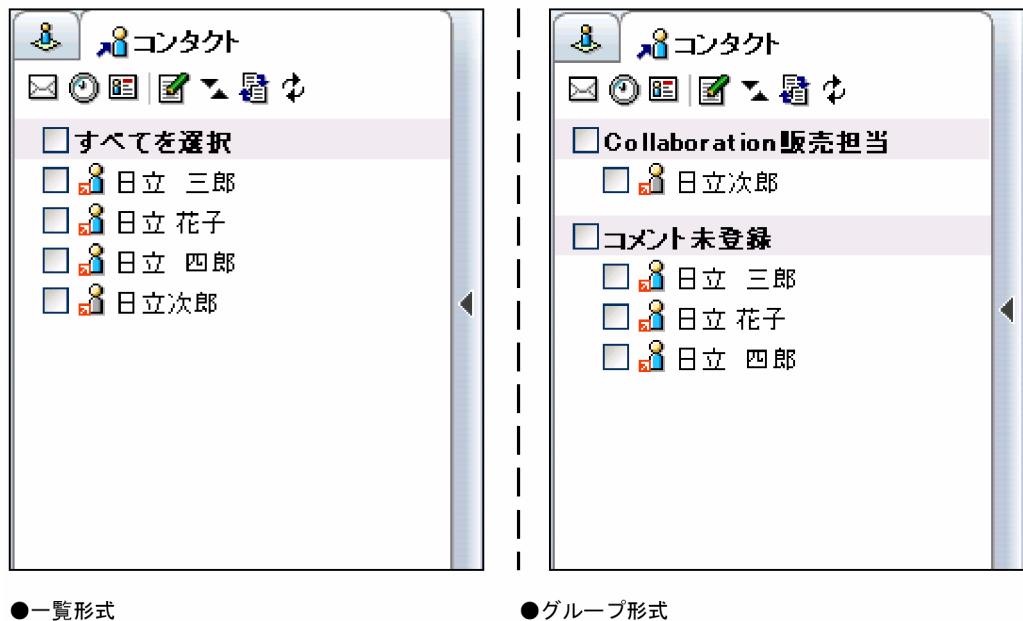 コンタクト
すべてを選択
日立 三郎
日立 花子
日立 四郎
日立次郎
●一覧形式
コンタクト
Collaboration販売担当
日立次郎
コメント未登録
日立 三郎
日立 花子
日立 四郎
●グループ形式